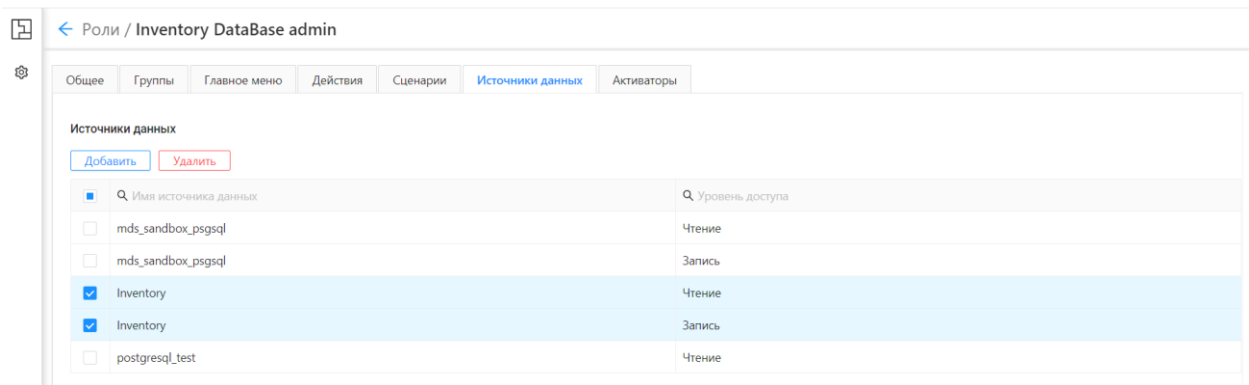 Роли / Inventory DataBase admin
Общее Группы Главное меню Действия Сценарии Источники данных Активаторы
Источники данных
Добавить Удалить
Имя источника данных Уровень доступа
mds_sandbox_psgsql Чтение
mds_sandbox_psgsql Запись
Inventory Чтение
Inventory Запись
postgresql_test Чтение